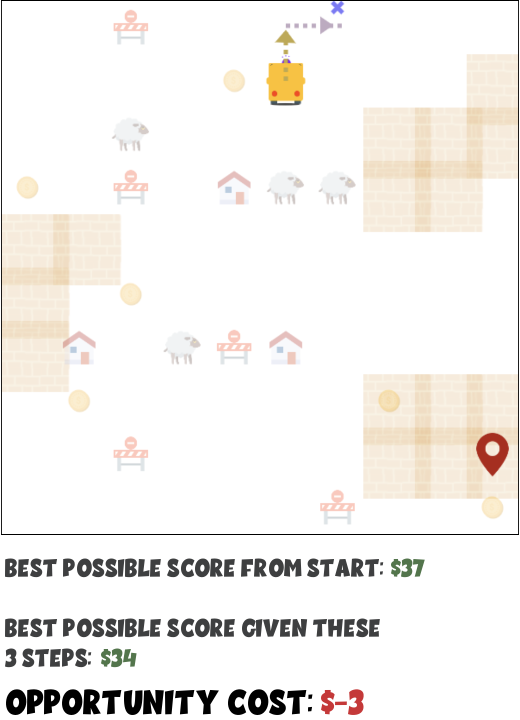 BEST POSSIBLE SCORE FROM START: $37
BEST POSSIBLE SCORE GIVEN THESE
3 STEPS: $34
OPPORTUNITY COST: $-3